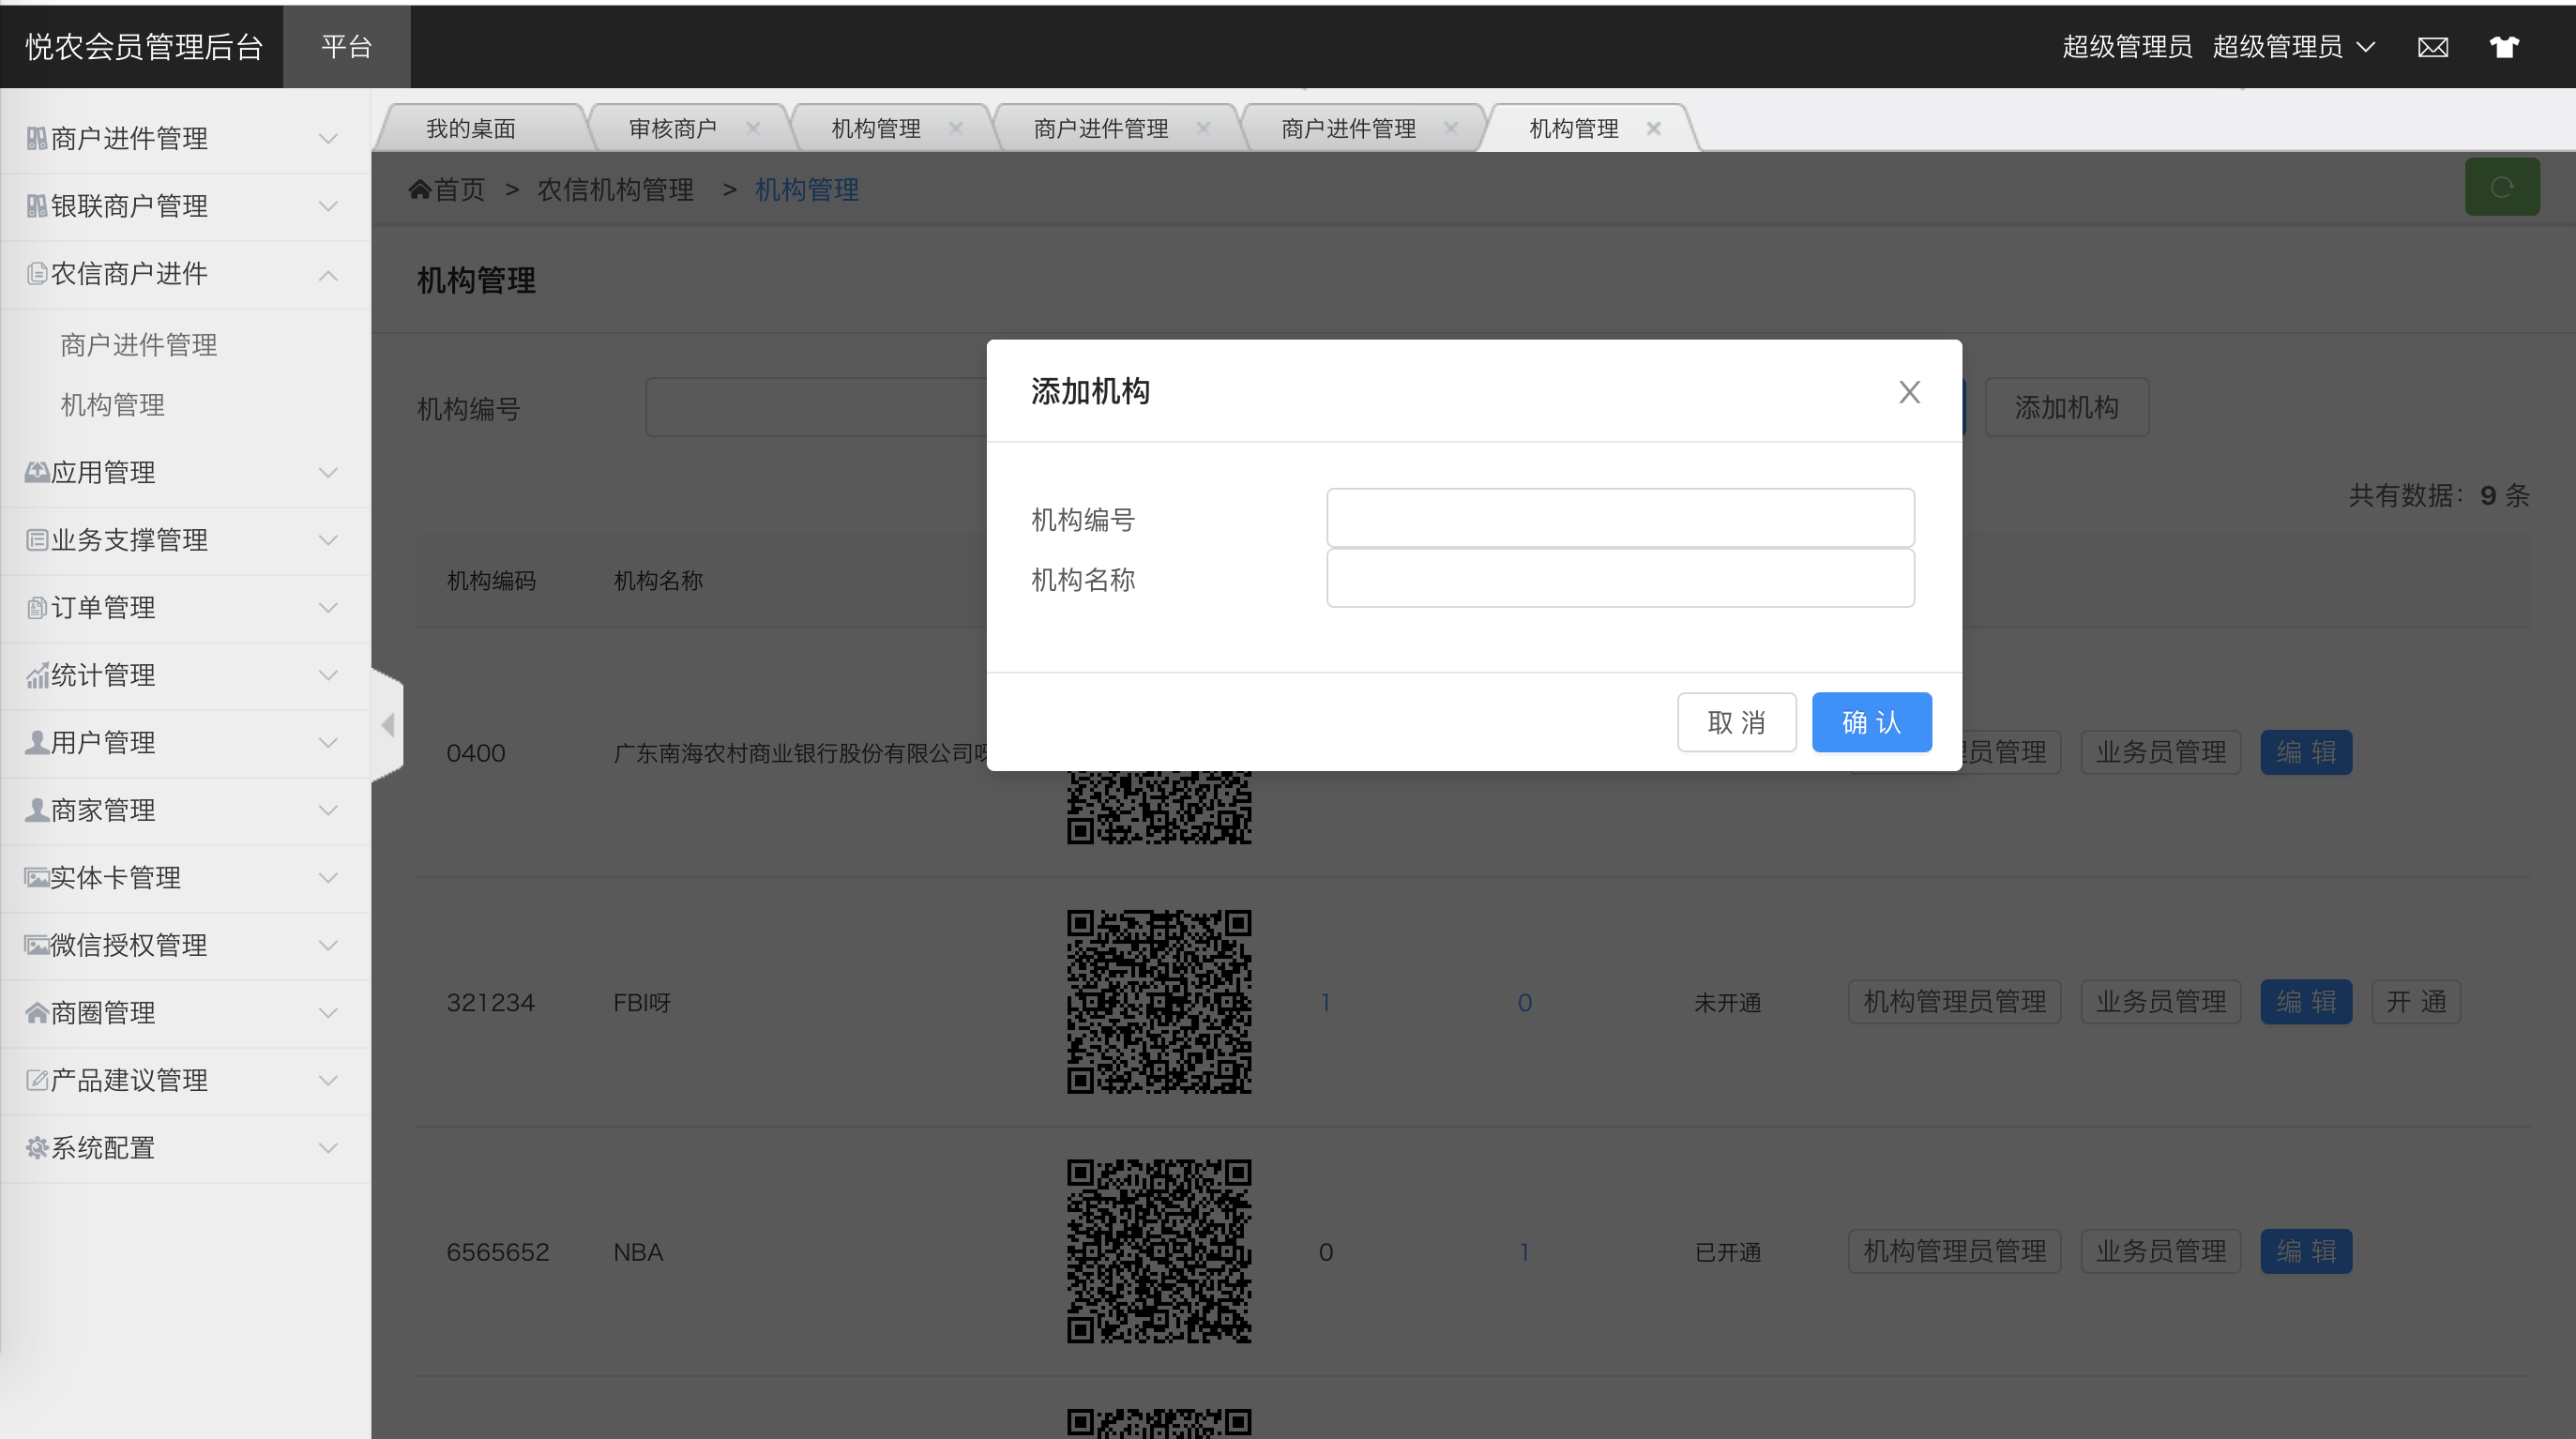 悦农会员管理后台
平台
超级管理员 超级管理员
商户进件管理
银联商户管理
农信商户进件
商户进件管理
机构管理
应用管理
业务支撑管理
订单管理
统计管理
用户管理
商家管理
实体卡管理
微信授权管理
商圈管理
产品建议管理
系统配置
我的桌面 审核商户 机构管理 商户进件管理 商户进件管理 机构管理
首页 > 农信机构管理 > 机构管理
机构管理
机构编号 添加机构
共有数据：9 条
机构编码 机构名称
0400 广东南海农村商业银行股份有限公司 员管理 业务员管理 编 辑
321234 FBI呀 1 0 未开通 机构管理员管理 业务员管理 编 辑 开 通
6565652 NBA 0 1 已开通 机构管理员管理 业务员管理 编 辑
添加机构
机构编号
机构名称
取 消 确 认